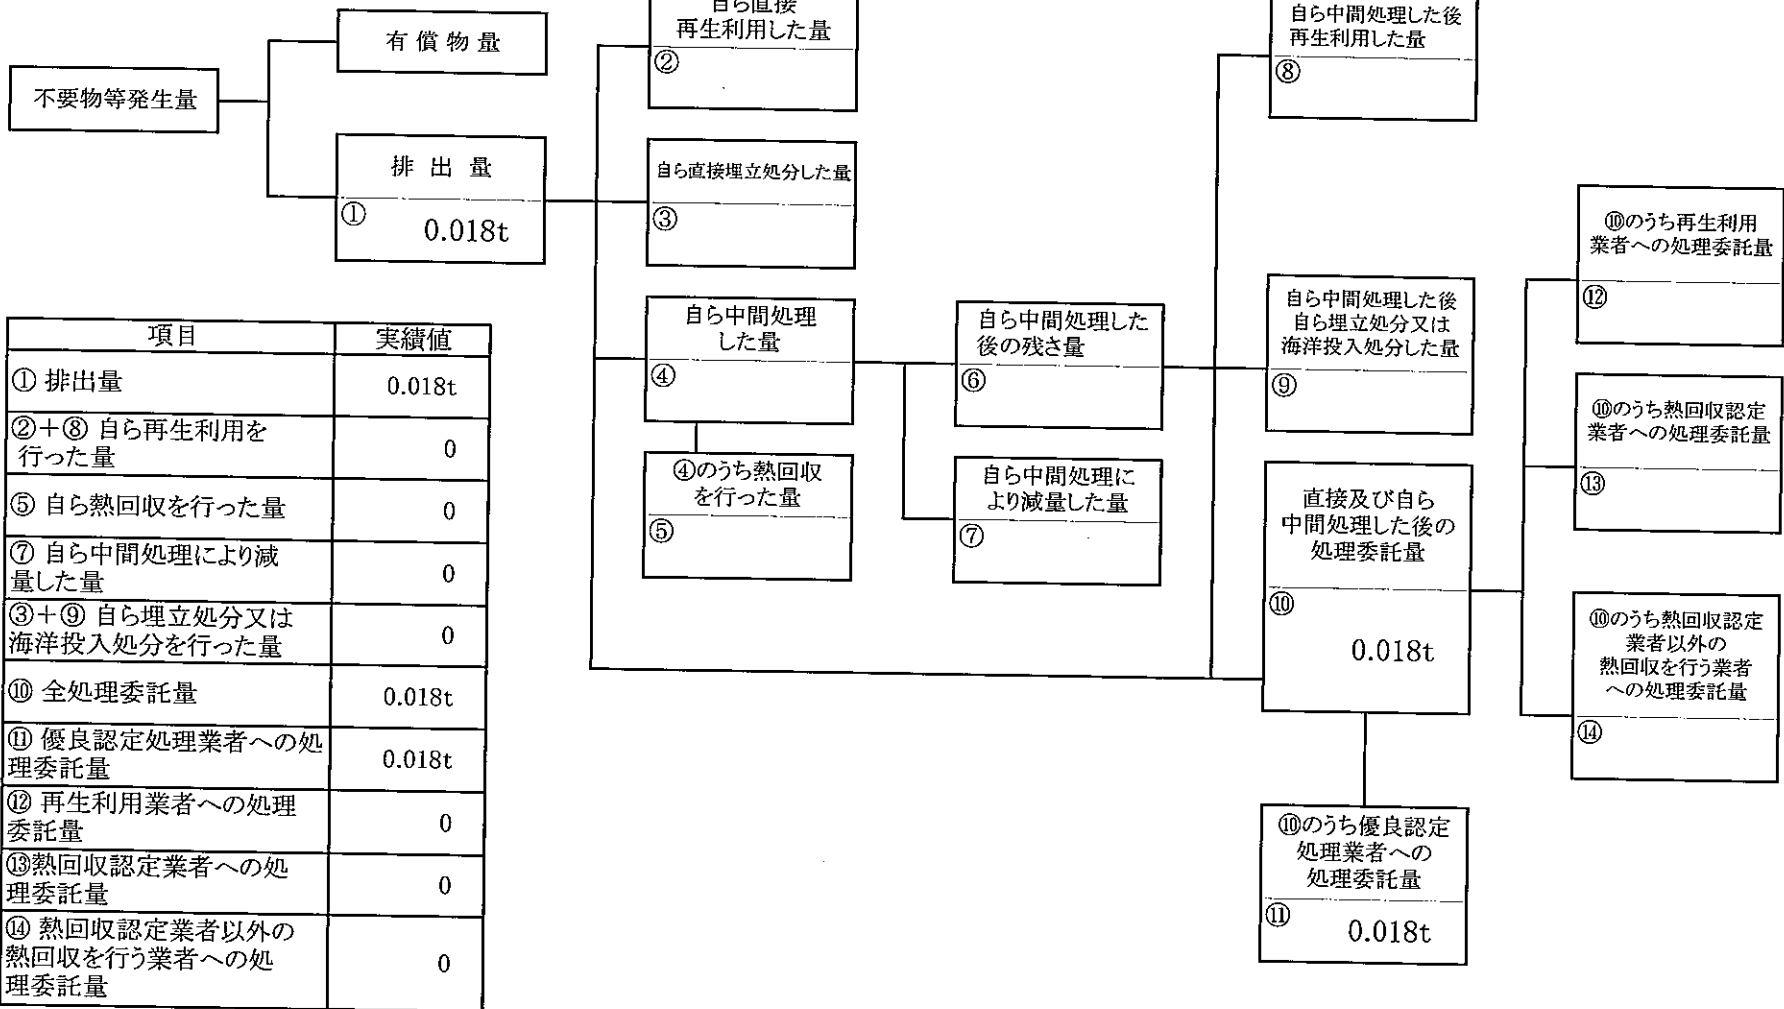 不要物等発生量
有償物量
排出量
①
0.018t
自ら直接
再生利用した量
②
自ら直接埋立処分した量
③
自ら中間処理
した量
④
④のうち熱回収
を行った量
⑤
自ら中間処理した
後の残さ量
⑥
自ら中間処理に
より減量した量
⑦
自ら中間処理した後
再生利用した量
⑧
自ら中間処理した後
自ら埋立処分又は
海洋投入処分した量
⑨
直接及び自ら
中間処理した後の
処理委託量
⑩
0.018t
⑩のうち優良認定
処理業者への
処理委託量
⑪
0.018t
⑩のうち再生利用
業者への処理委託量
⑫
⑩のうち熱回収認定
業者への処理委託量
⑬
⑩のうち熱回収認定
業者以外の
熱回収を行う業者
への処理委託量
⑭
項目 実績値
① 排出量 0.018t
②＋⑧ 自ら再生利用を
行った量 0
⑤ 自ら熱回収を行った量 0
⑦ 自ら中間処理により減
量した量 0
③＋⑨ 自ら埋立処分又は
海洋投入処分を行った量 0
⑩ 全処理委託量 0.018t
⑪ 優良認定処理業者への処
理委託量 0.018t
⑫ 再生利用業者への処理
委託量 0
⑬熱回収認定業者への処
理委託量 0
⑭ 熱回収認定業者以外の
熱回収を行う業者への処
理委託量 0